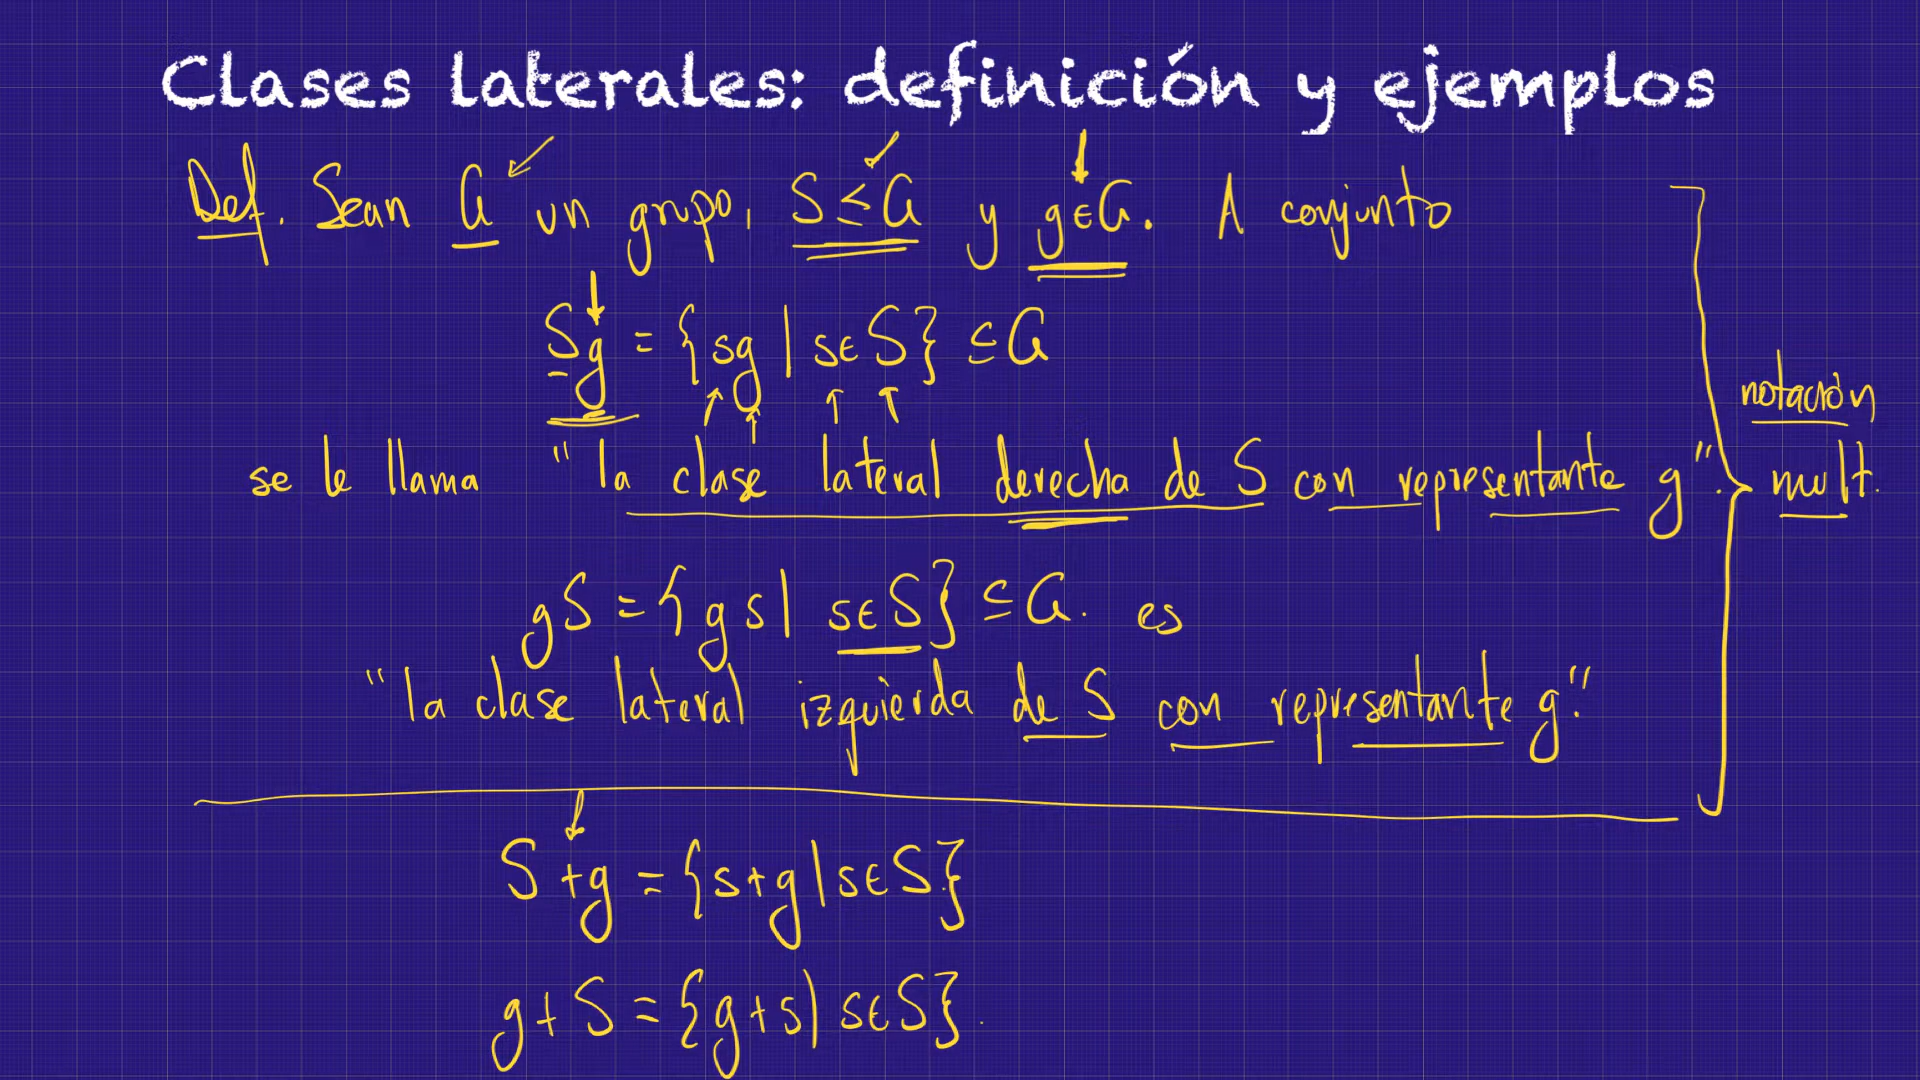 Clases laterales: definición y ejemplos
Def. Sean G un grupo, S ≤ G y g ∈ G. A conjunto
Sg = {sg | s ∈ S} ⊆ G
se le llama "la clase lateral derecha de S con representante g".
notación
mult.
gS = {gs | s ∈ S} ⊆ G. es
"la clase lateral izquierda de S con representante g."
S + g = {s + g | s ∈ S}
g + S = {g + s | s ∈ S}.